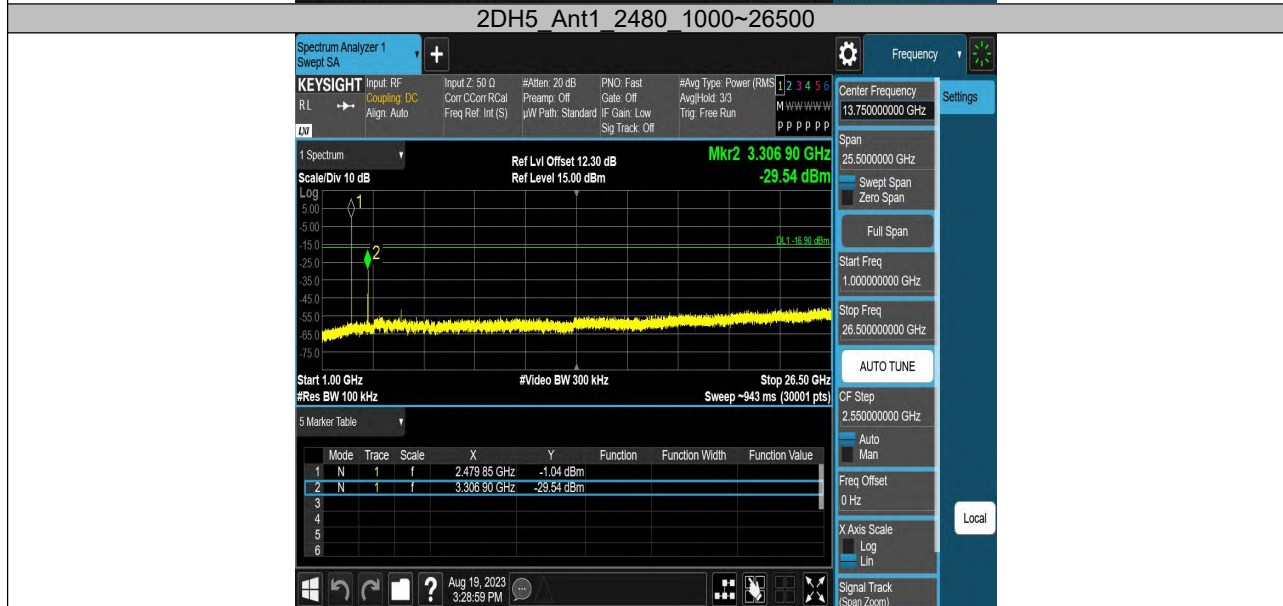 2DH5_Ant1_2480_1000~26500
Spectrum Analyzer 1
Swept SA
+
Frequency
KEYSIGHT
RL
LXI
Input: RF
Coupling: DC
Align: Auto
Input Z: 50 Ω
Corr CCorr RCal
Freq Ref: Int (S)
#Atten: 20 dB
Preamp: Off
µW Path: Standard
PNO: Fast
Gate: Off
IF Gain: Low
Sig Track: Off
#Avg Type: Power (RMS
Avg|Hold: 3/3
Trig: Free Run
1 2 3 4 5 6
M W W W W W
P P P P P P
1 Spectrum
Scale/Div 10 dB
Ref Lvl Offset 12.30 dB
Ref Level 15.00 dBm
Mkr2 3.306 90 GHz
-29.54 dBm
Log
5.00
-5.00
-15.0
-25.0
-35.0
-45.0
-55.0
-65.0
-75.0
1
2
DL1 -16.90 dBm
Start 1.00 GHz
#Res BW 100 kHz
#Video BW 300 kHz
Stop 26.50 GHz
Sweep ~943 ms (30001 pts)
5 Marker Table
Mode Trace Scale X Y Function Function Width Function Value
1 N 1 f 2.479 85 GHz -1.04 dBm
2 N 1 f 3.306 90 GHz -29.54 dBm
3
4
5
6
Aug 19, 2023
3:28:59 PM
Center Frequency
13.750000000 GHz
Settings
Span
25.5000000 GHz
Swept Span
Zero Span
Full Span
Start Freq
1.000000000 GHz
Stop Freq
26.500000000 GHz
AUTO TUNE
CF Step
2.550000000 GHz
Auto
Man
Freq Offset
0 Hz
Local
X Axis Scale
Log
Lin
Signal Track
(Span Zoom)